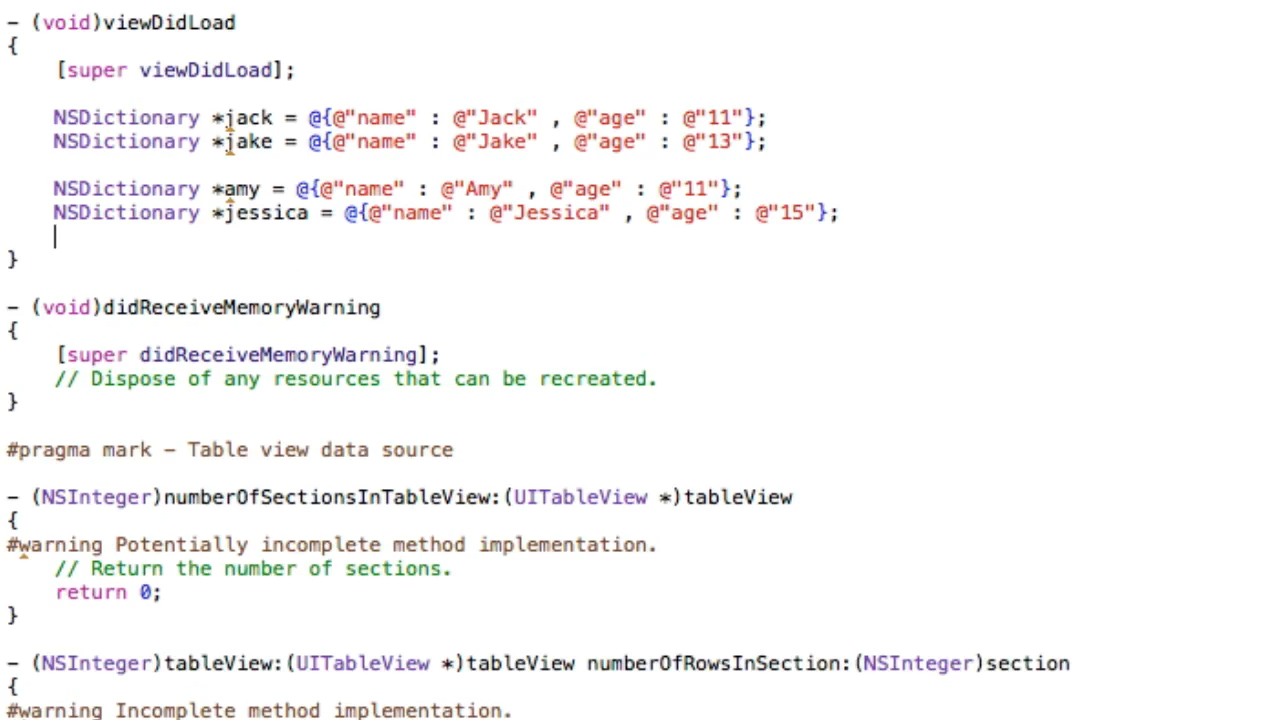 - (void)viewDidLoad
{
[super viewDidLoad];
NSDictionary *jack = @{@"name" : @"Jack" , @"age" : @"11"};
NSDictionary *jake = @{@"name" : @"Jake" , @"age" : @"13"};
NSDictionary *amy = @{@"name" : @"Amy" , @"age" : @"11"};
NSDictionary *jessica = @{@"name" : @"Jessica" , @"age" : @"15"};
}
- (void)didReceiveMemoryWarning
{
[super didReceiveMemoryWarning];
// Dispose of any resources that can be recreated.
}
#pragma mark - Table view data source
- (NSInteger)numberOfSectionsInTableView:(UITableView *)tableView
{
#warning Potentially incomplete method implementation.
// Return the number of sections.
return 0;
}
- (NSInteger)tableView:(UITableView *)tableView numberOfRowsInSection:(NSInteger)section
{
#warning Incomplete method implementation.